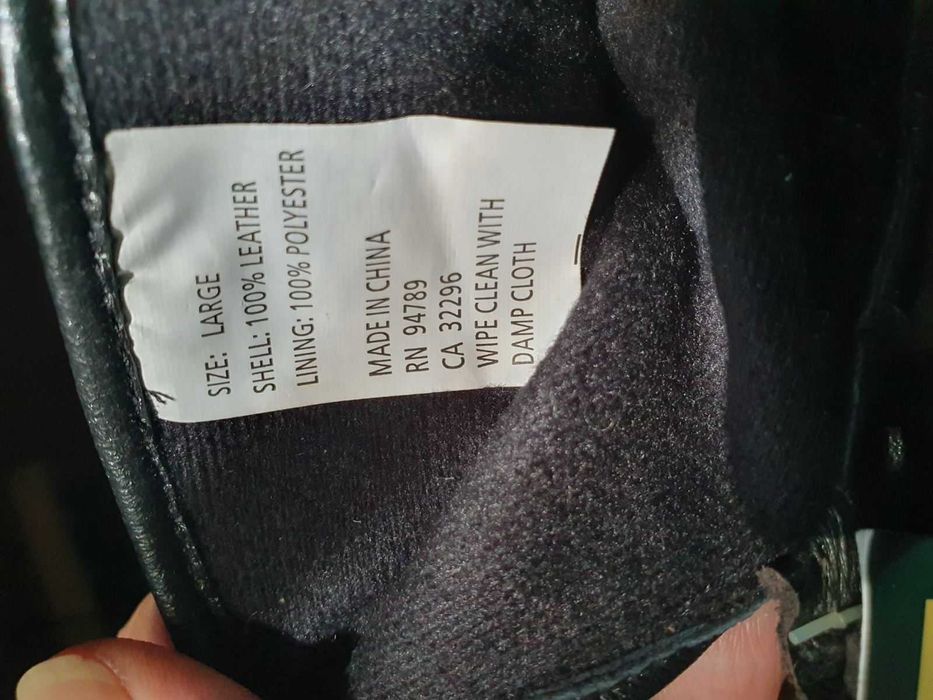 SIZE: LARGE
SHELL: 100% LEATHER
LINING: 100% POLYESTER
MADE IN CHINA
RN 94789
CA 32296
WIPE CLEAN WITH
DAMP CLOTH